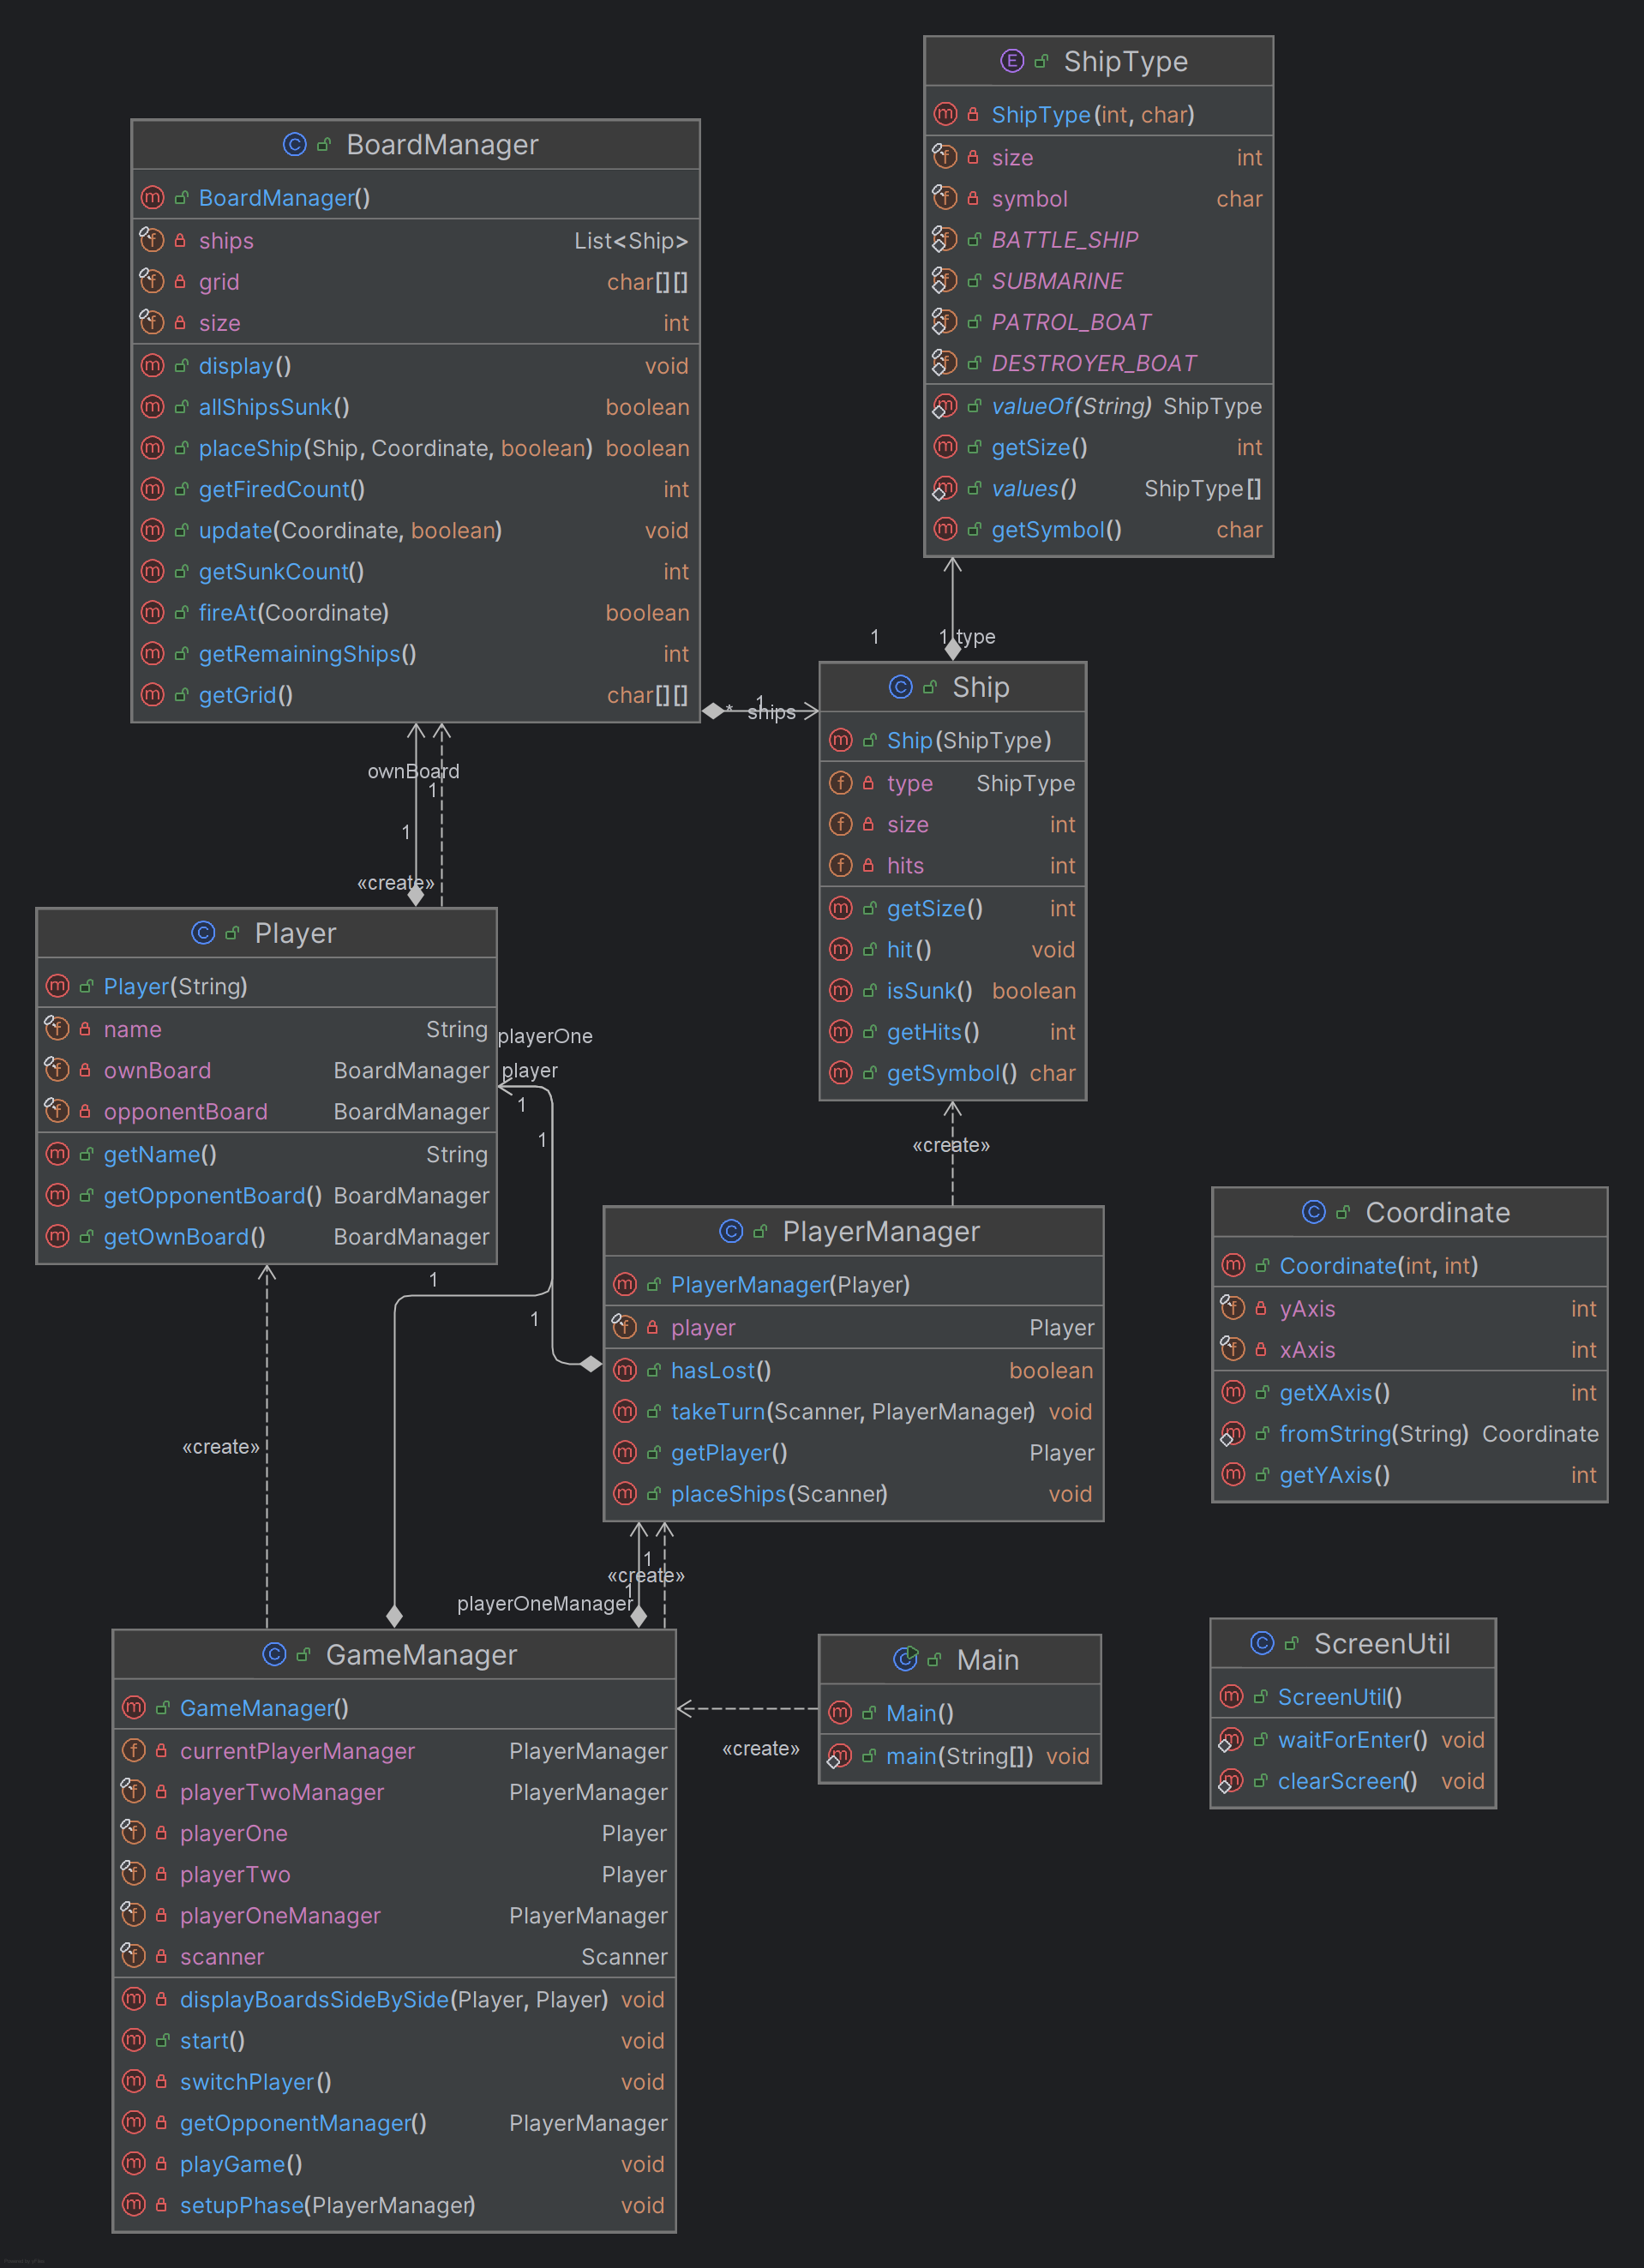 ShipType
ShipType(int, char)
size int
symbol char
BATTLE_SHIP
SUBMARINE
PATROL_BOAT
DESTROYER_BOAT
valueOf(String) ShipType
getSize() int
values() ShipType[]
getSymbol() char
BoardManager
BoardManager()
ships List<Ship>
grid char[][]
size int
display() void
allShipsSunk() boolean
placeShip(Ship, Coordinate, boolean) boolean
getFiredCount() int
update(Coordinate, boolean) void
getSunkCount() int
fireAt(Coordinate) boolean
getRemainingShips() int
getGrid() char[][]
1
1 type
* ships
1
Ship
Ship(ShipType)
type ShipType
size int
hits int
getSize() int
hit() void
isSunk() boolean
getHits() int
getSymbol() char
ownBoard
1
1
«create»
Player
Player(String)
name String
ownBoard BoardManager
opponentBoard BoardManager
getName() String
getOpponentBoard() BoardManager
getOwnBoard() BoardManager
playerOne
player
1
1
«create»
PlayerManager
PlayerManager(Player)
player Player
hasLost() boolean
takeTurn(Scanner, PlayerManager) void
getPlayer() Player
placeShips(Scanner) void
1
1
Coordinate
Coordinate(int, int)
yAxis int
xAxis int
getXAxis() int
fromString(String) Coordinate
getYAxis() int
«create»
1
«create»
1
playerOneManager
GameManager
GameManager()
currentPlayerManager PlayerManager
playerTwoManager PlayerManager
playerOne Player
playerTwo Player
playerOneManager PlayerManager
scanner Scanner
displayBoardsSideBySide(Player, Player) void
start() void
switchPlayer() void
getOpponentManager() PlayerManager
playGame() void
setupPhase(PlayerManager) void
«create»
Main
Main()
main(String[]) void
ScreenUtil
ScreenUtil()
waitForEnter() void
clearScreen() void